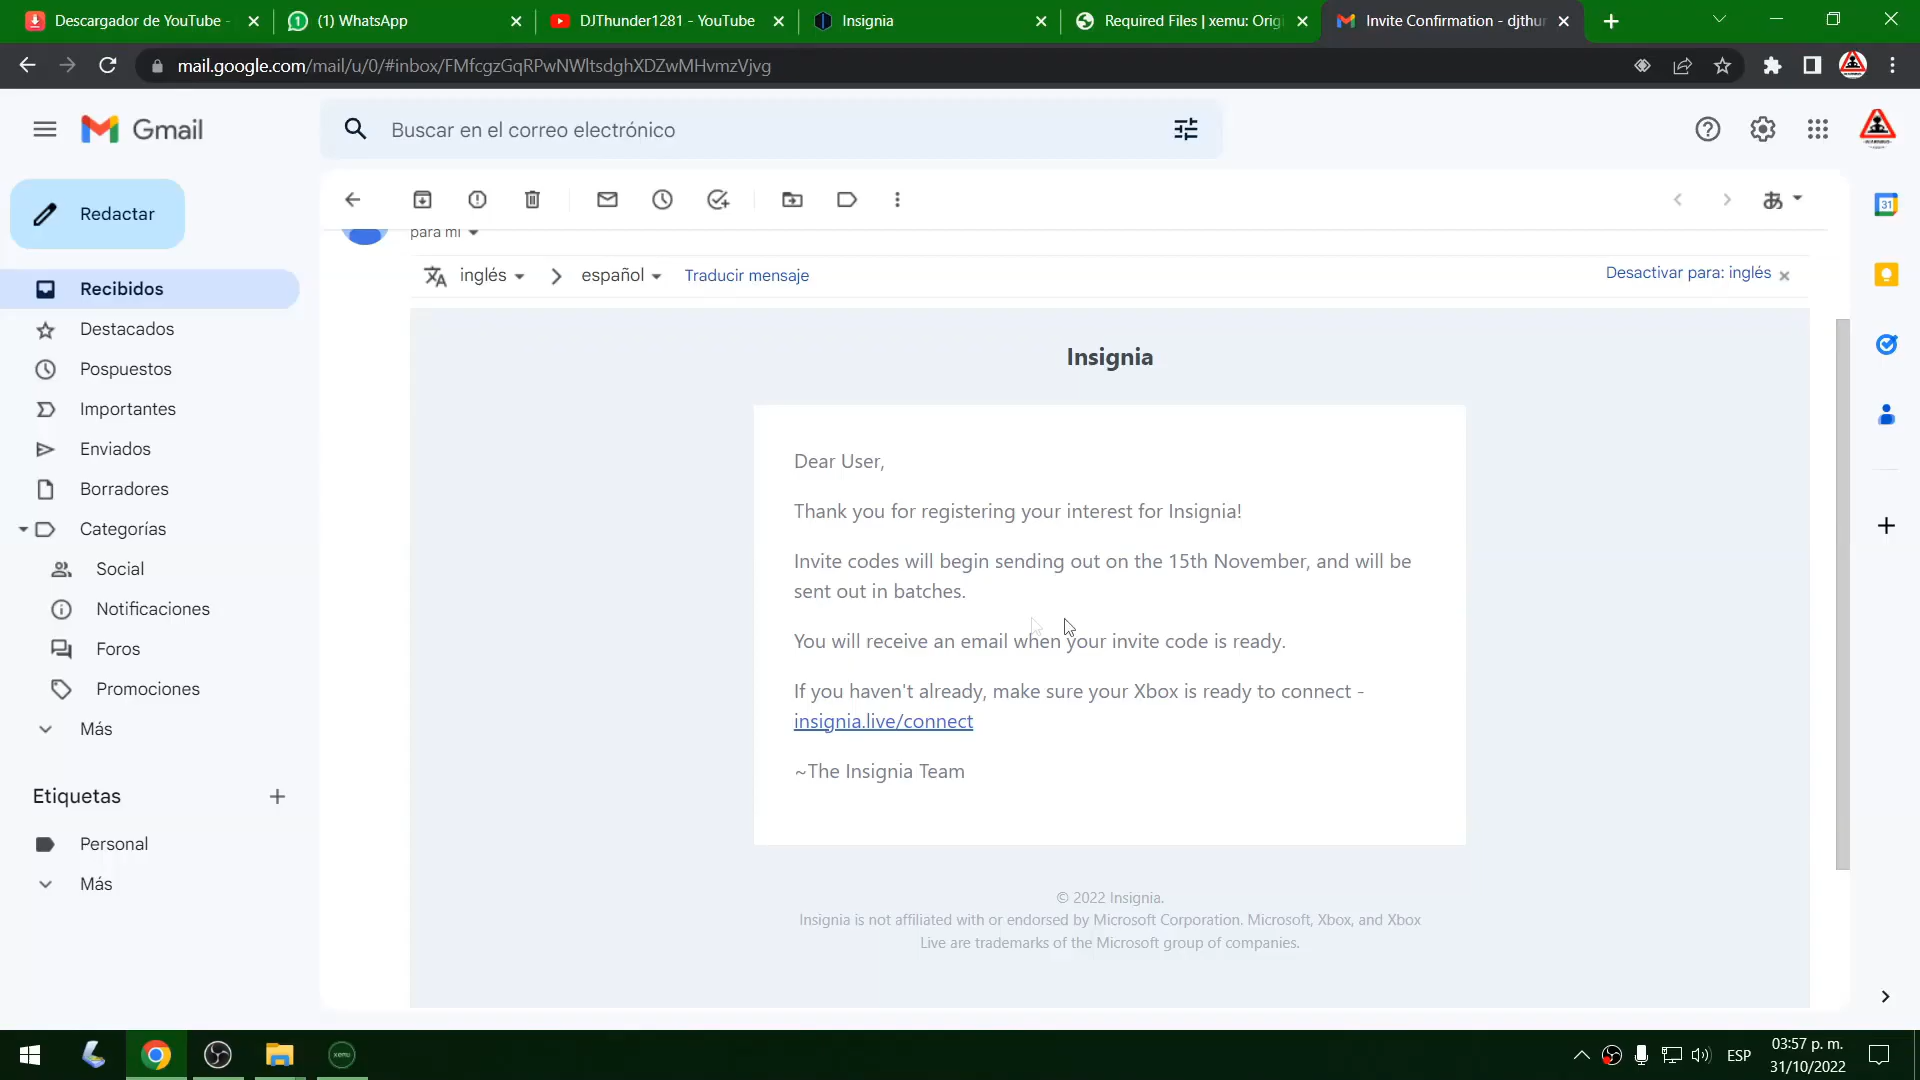 Descargador de YouTube -
(1) WhatsApp
DJThunder1281 - YouTube
Insignia
Required Files | xemu: Orig
Invite Confirmation - djthun
mail.google.com/mail/u/0/#inbox/FMfcgzGqRPwNWltsdghXDZwMHvmzVjvg
Gmail
Buscar en el correo electrónico
Redactar
para mí
Recibidos
inglés
español
Traducir mensaje
Desactivar para: inglés
Destacados
Pospuestos
Importantes
Enviados
Borradores
Categorías
Social
Notificaciones
Foros
Promociones
Más
Etiquetas
Personal
Más
Insignia
Dear User,
Thank you for registering your interest for Insignia!
Invite codes will begin sending out on the 15th November, and will be
sent out in batches.
You will receive an email when your invite code is ready.
If you haven't already, make sure your Xbox is ready to connect -
insignia.live/connect
~The Insignia Team
© 2022 Insignia.
Insignia is not affiliated with or endorsed by Microsoft Corporation. Microsoft, Xbox, and Xbox
Live are trademarks of the Microsoft group of companies.
31
あ
xemu
ESP
03:57 p. m.
31/10/2022